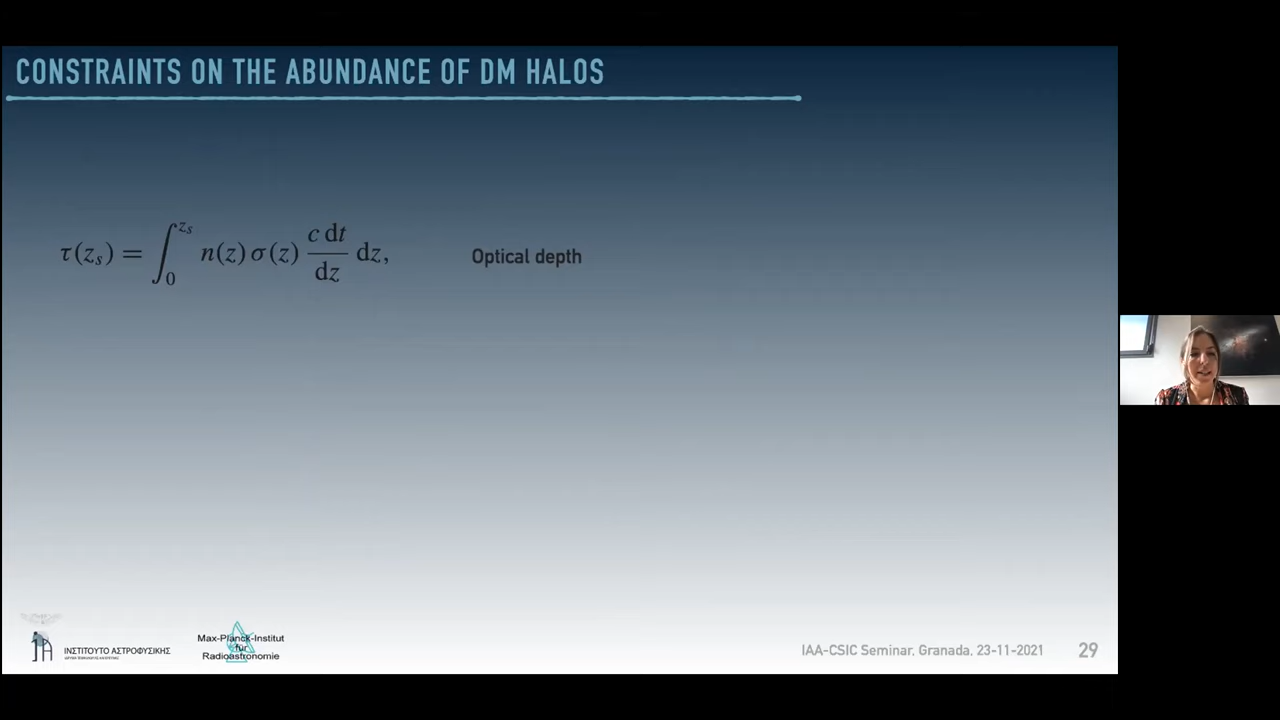 CONSTRAINTS ON THE ABUNDANCE OF DM HALOS
τ(z_s) = ∫_0^{z_s} n(z) σ(z) \frac{c dt}{dz} dz,
Optical depth
ΙΝΣΤΙΤΟΥΤΟ ΑΣΤΡΟΦΥΣΙΚΗΣ
Max-Planck-Institut
für
Radioastronomie
IAA-CSIC Seminar, Granada, 23-11-2021
29